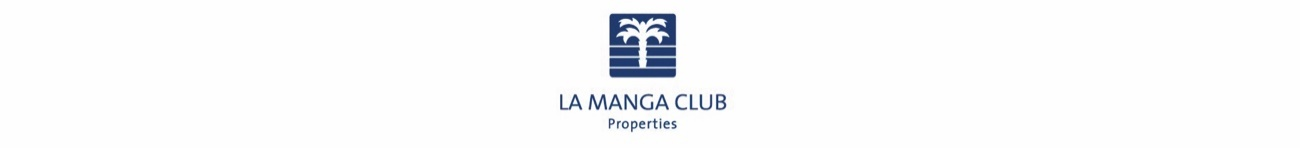 LA MANGA CLUB
Properties